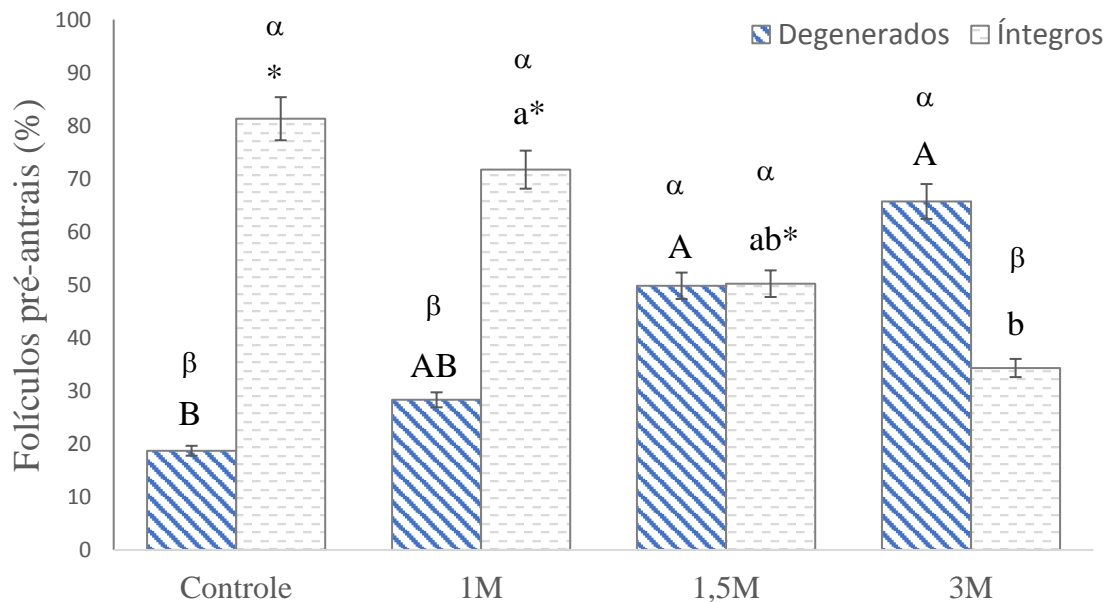 Folículos pré-antrais (%)
100
90
80
70
60
50
40
30
20
10
0
Degenerados Íntegros
β
B
α
*
β
AB
α
a*
α
A
α
ab*
α
A
β
b
Controle 1M 1,5M 3M